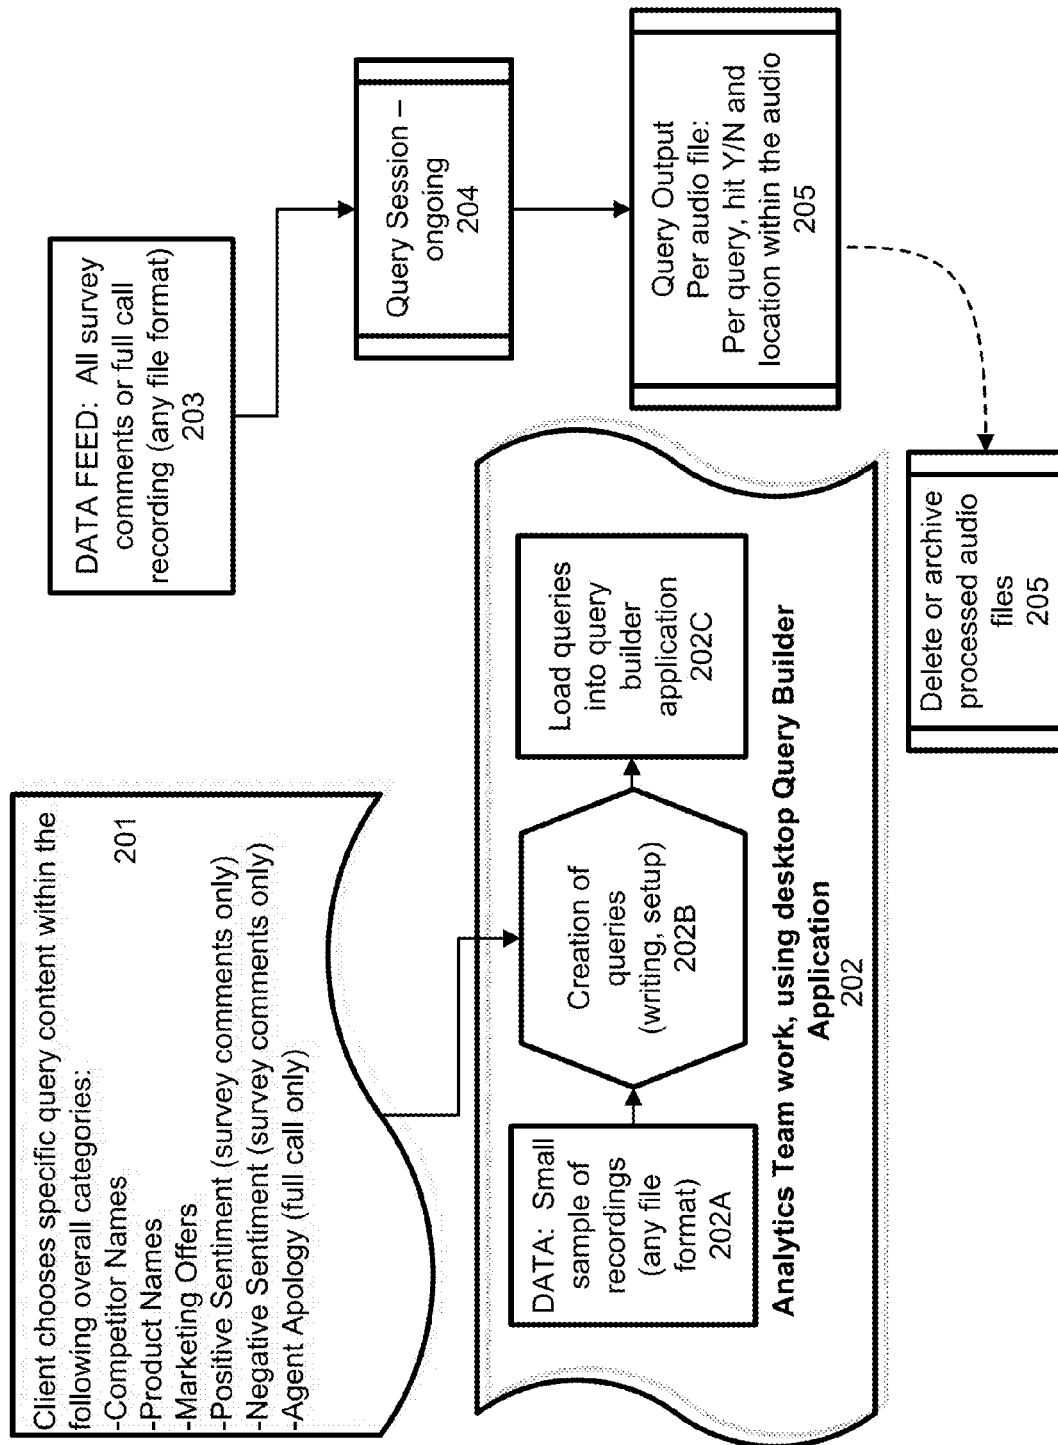 Client chooses specific query content within the
following overall categories:
-Competitor Names 201
-Product Names
-Marketing Offers
-Positive Sentiment (survey comments only)
-Negative Sentiment (survey comments only)
-Agent Apology (full call only)
DATA FEED: All survey
comments or full call
recording (any file format)
203
Query Session –
ongoing
204
Query Output
Per audio file:
Per query, hit Y/N and
location within the audio
205
DATA: Small
sample of
recordings
(any file
format)
202A
Creation of
queries
(writing, setup)
202B
Load queries
into query
builder
application
202C
Analytics Team work, using desktop Query Builder
Application
202
Delete or archive
processed audio
files
205